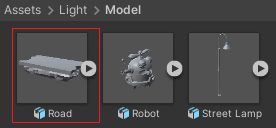 Assets > Light > Model
Road
Robot
Street Lamp